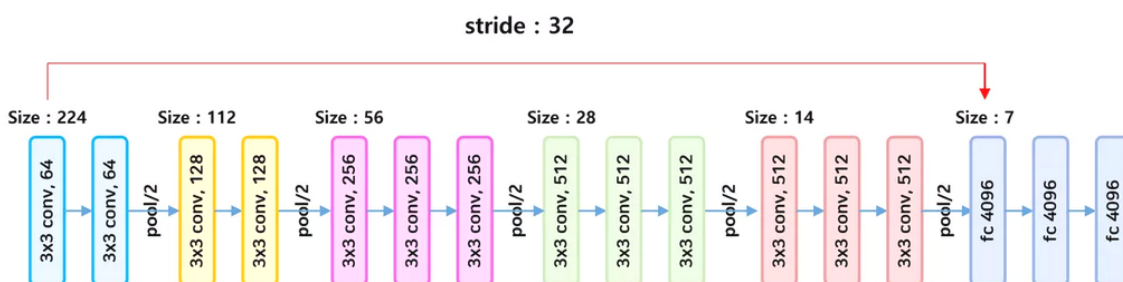 stride : 32
Size : 224
Size : 112
Size : 56
Size : 28
Size : 14
Size : 7
3x3 conv, 64
3x3 conv, 64
pool/2
3x3 conv, 128
3x3 conv, 128
pool/2
3x3 conv, 256
3x3 conv, 256
3x3 conv, 256
pool/2
3x3 conv, 512
3x3 conv, 512
3x3 conv, 512
pool/2
3x3 conv, 512
3x3 conv, 512
3x3 conv, 512
pool/2
fc 4096
fc 4096
fc 4096